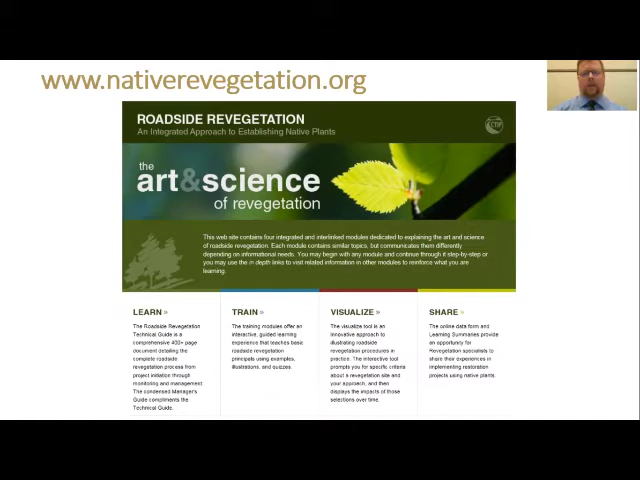 www.nativerevegetation.org
ROADSIDE REVEGETATION
An Integrated Approach to Establishing Native Plants
CTIP
the
art&science
of revegetation
This web site contains four integrated and interlinked modules dedicated to explaining the art and science
of roadside revegetation. Each module contains similar topics, but communicates them differently
depending on informational needs. You may begin with any module and continue through it step-by-step or
you may use the in depth links to visit related information in other modules to reinforce what you are
learning.
LEARN »
The Roadside Revegetation
Technical Guide is a
comprehensive 400+ page
document detailing the
complete roadside
revegetation process from
project initiation through
monitoring and management.
The condensed Manager's
Guide compliments the
Technical Guide.
TRAIN »
The training modules offer an
interactive, guided learning
experience that teaches basic
roadside revegetation
principals using examples,
illustrations, and quizzes.
VISUALIZE »
The visualize tool is an
innovative approach to
illustrating roadside
revegetation procedures in
practice. The interactive tool
prompts you for specific criteria
about a revegetation site and
your approach, and then
displays the impacts of those
selections over time.
SHARE »
The online data form and
Learning Summaries provide
an opportunity for
Revegetation specialists to
share their experiences in
implementing restoration
projects using native plants.